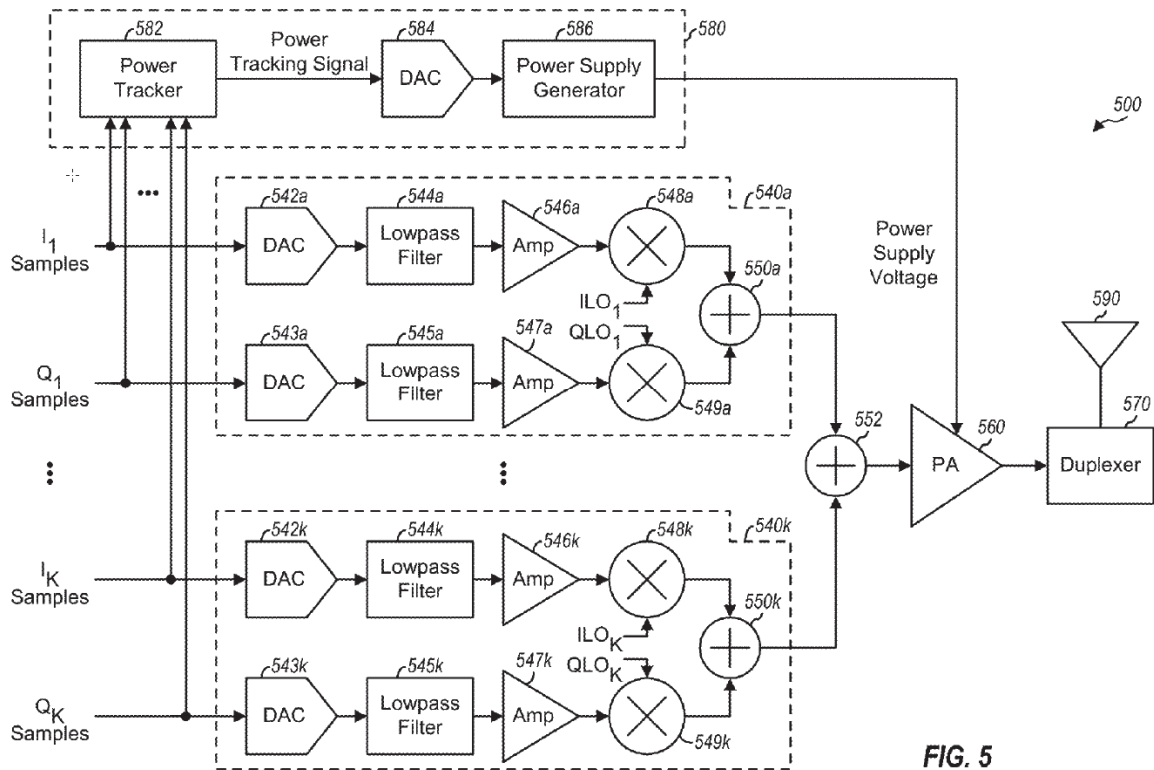 582
Power
Tracker
Power
Tracking Signal
584
DAC
586
Power Supply
Generator
580
500
I1
Samples
542a
DAC
544a
Lowpass
Filter
546a
Amp
548a
540a
ILO1
550a
Power
Supply
Voltage
Q1
Samples
543a
DAC
545a
Lowpass
Filter
547a
Amp
QLO1
549a
552
PA
560
590
570
Duplexer
IK
Samples
542k
DAC
544k
Lowpass
Filter
546k
Amp
548k
540k
ILOK
550k
QK
Samples
543k
DAC
545k
Lowpass
Filter
547k
Amp
QLOK
549k
FIG. 5